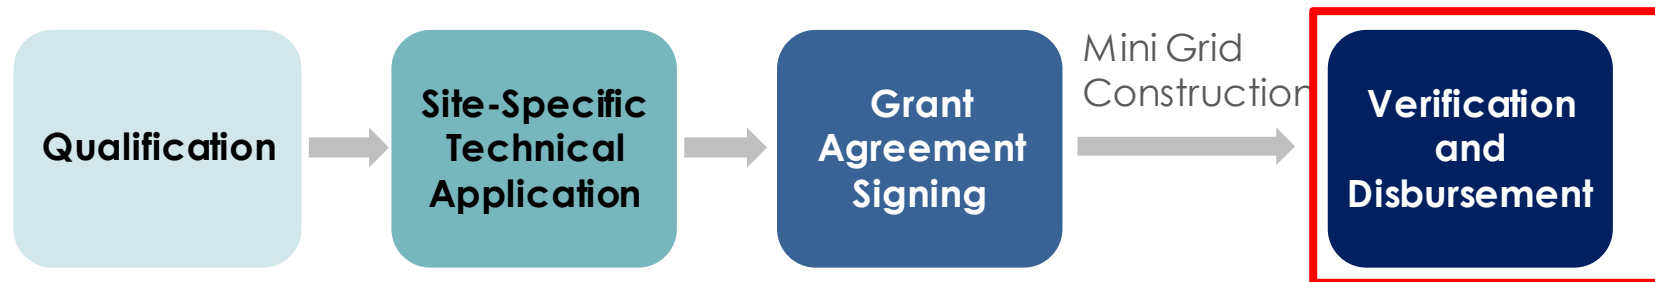 Qualification
Site-Specific
Technical
Application
Grant
Agreement
Signing
Mini Grid
Construction
Verification
and
Disbursement